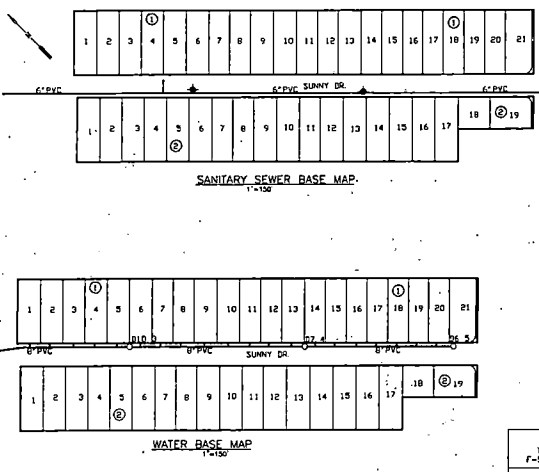 ① ①
1 2 3 4 5 6 7 8 9 10 11 12 13 14 15 16 17 18 19 20 21
6" PVC 6" PVC SUNNY DR. 6" PVC
1 2 3 4 5 6 7 8 9 10 11 12 13 14 15 16 17 18 ② 19
②
SANITARY SEWER BASE MAP
1"=150'
① ①
1 2 3 4 5 6 7 8 9 10 11 12 13 14 15 16 17 18 19 20 21
8" PVC 8" PVC SUNNY DR. 8" PVC
1 2 3 4 5 6 7 8 9 10 11 12 13 14 15 16 17 18 ② 19
②
WATER BASE MAP
1"=150'